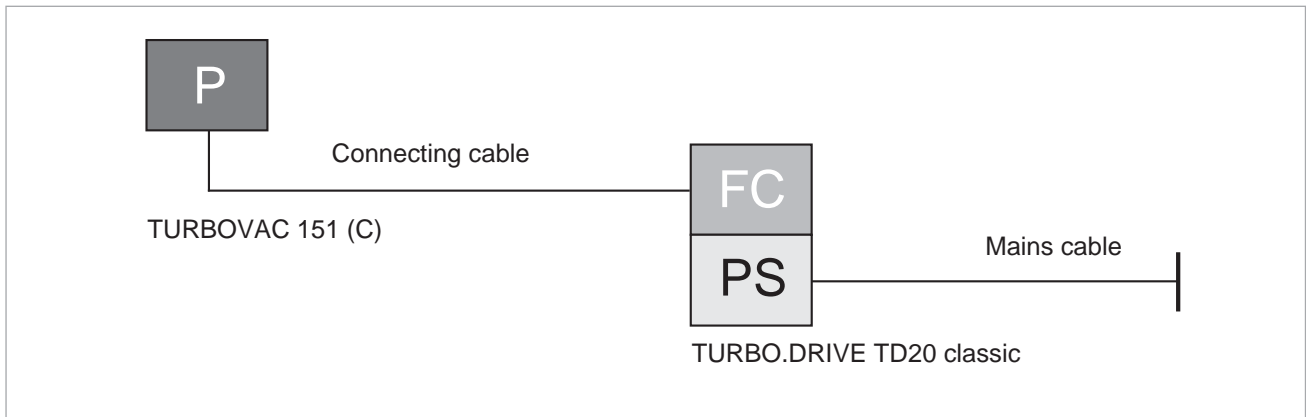 P
Connecting cable
FC
TURBOVAC 151 (C)
Mains cable
PS
TURBO.DRIVE TD20 classic